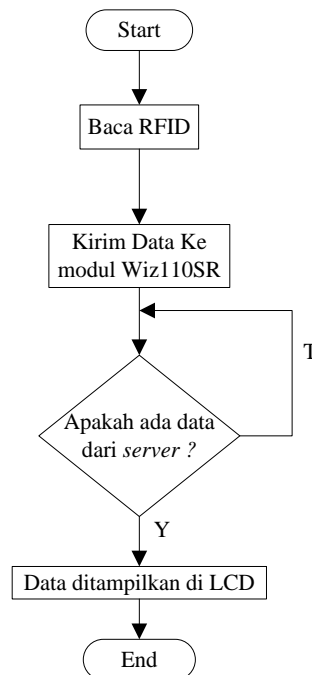 Start
Baca RFID
Kirim Data Ke
modul Wiz110SR
T
Apakah ada data
dari server ?
Y
Data ditampilkan di LCD
End